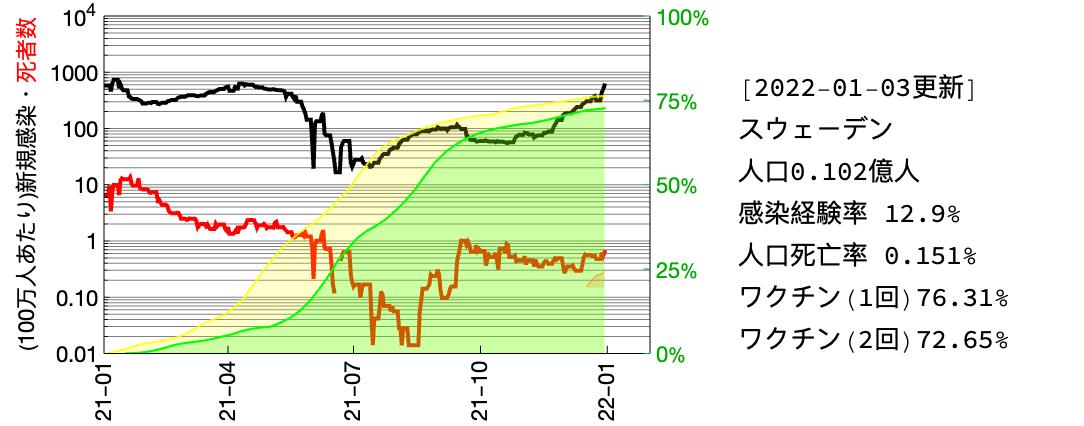 (100万人あたり)新規感染・死者数
10⁴
1000
100
10
1
0.10
0.01
100%
75%
50%
25%
0%
21-01
21-04
21-07
21-10
22-01
[2022-01-03更新]
スウェーデン
人口0.102億人
感染経験率 12.9%
人口死亡率 0.151%
ワクチン(1回)76.31%
ワクチン(2回)72.65%